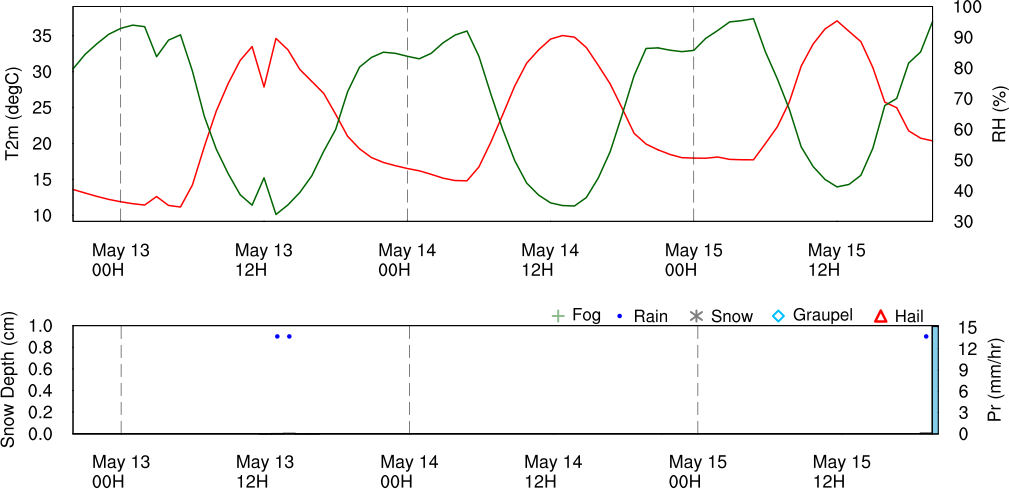 T2m (degC)
35
30
25
20
15
10
RH (%)
100
90
80
70
60
50
40
30
May 13 May 13 May 14 May 14 May 15 May 15
00H 12H 00H 12H 00H 12H
Fog Rain Snow Graupel Hail
Snow Depth (cm)
1.0
0.8
0.6
0.4
0.2
0.0
Pr (mm/hr)
15
12
9
6
3
0
May 13 May 13 May 14 May 14 May 15 May 15
00H 12H 00H 12H 00H 12H